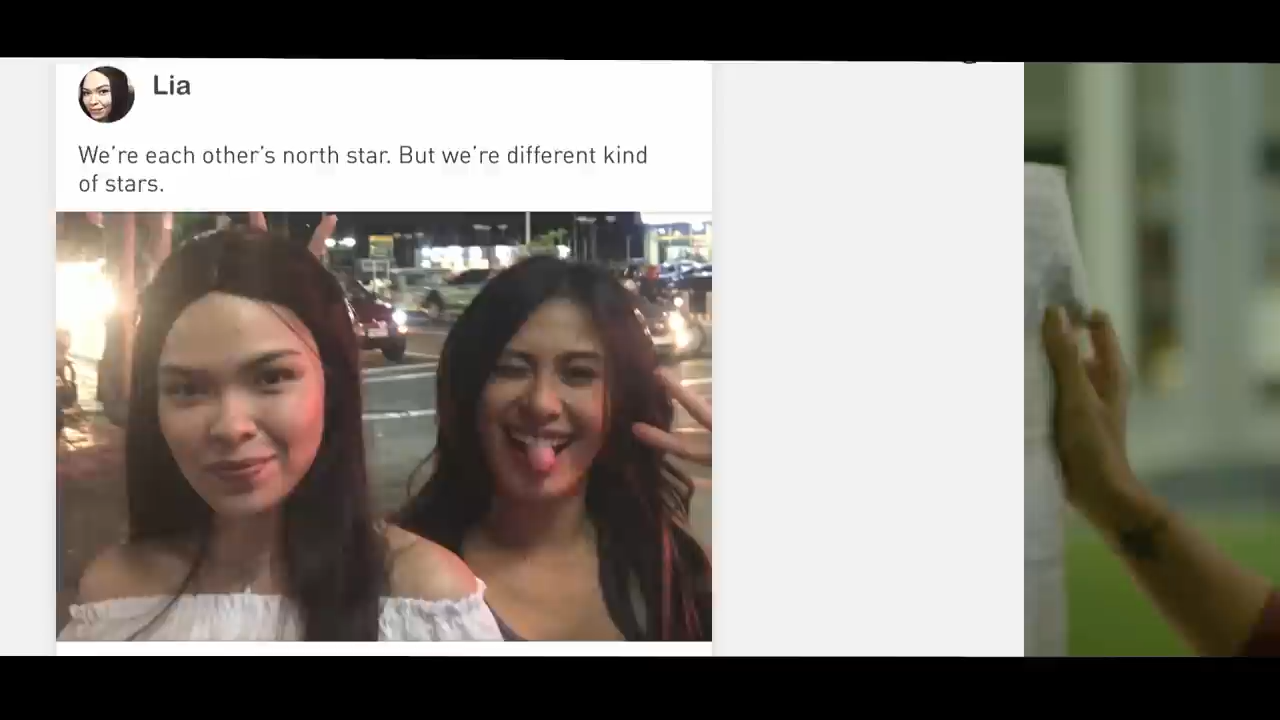 Lia
We’re each other’s north star. But we’re different kind
of stars.